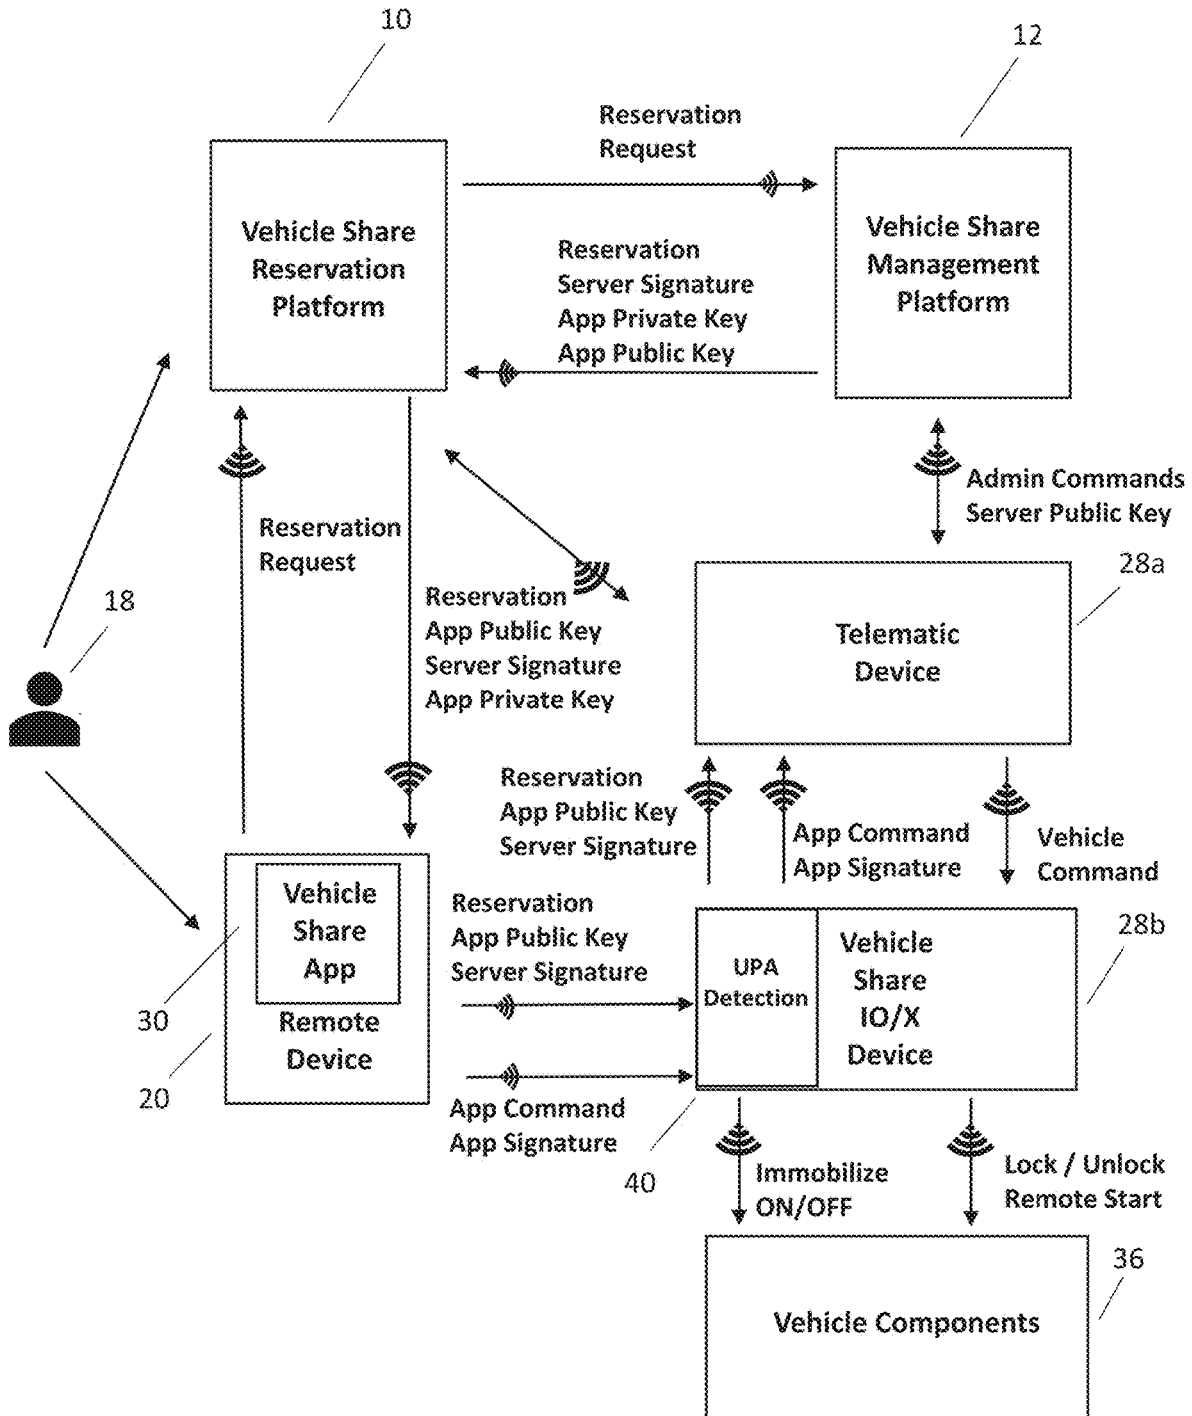 10
12
Reservation
Request
Vehicle Share
Reservation
Platform
Vehicle Share
Management
Platform
Reservation
Server Signature
App Private Key
App Public Key
Reservation
Request
Admin Commands
Server Public Key
18
28a
Reservation
App Public Key
Server Signature
App Private Key
Telematic
Device
Reservation
App Public Key
Server Signature
App Command
App Signature
Vehicle
Command
Vehicle
Share
App
Remote
Device
30
20
Reservation
App Public Key
Server Signature
App Command
App Signature
UPA
Detection
Vehicle
Share
IO/X
Device
28b
40
Immobilize
ON/OFF
Lock / Unlock
Remote Start
36
Vehicle Components